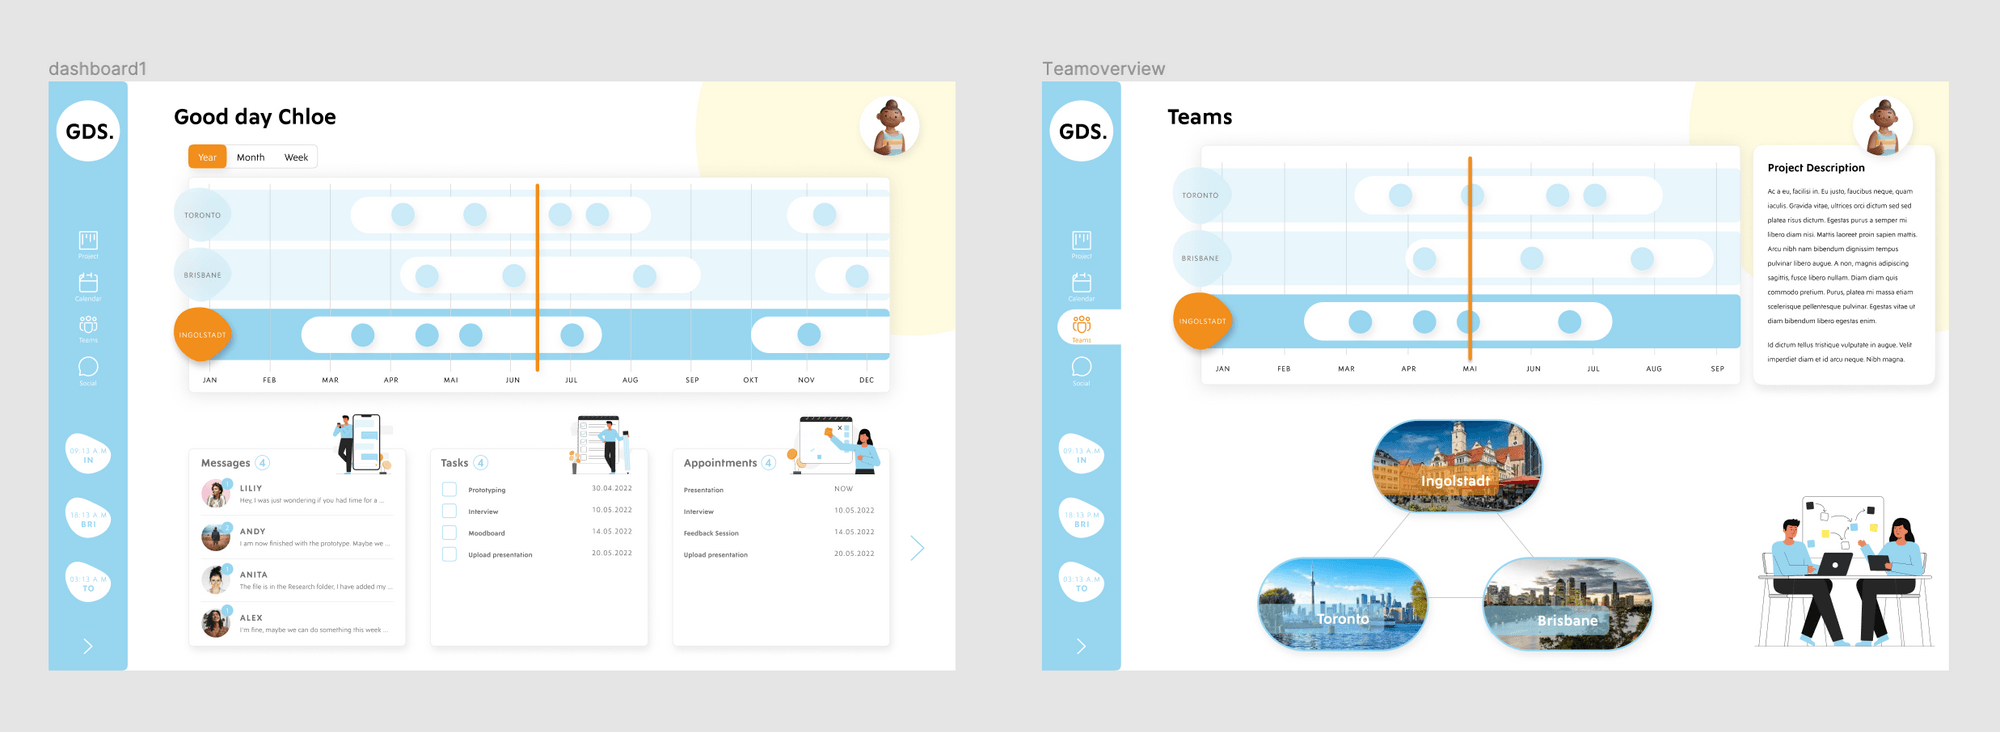 dashboard1
GDS.
Project
Calendar
Teams
Social
09:13 A.M
IN
18:13 P.M
BRI
03:13 A.M
TO
Good day Chloe
Year Month Week
TORONTO
BRISBANE
INGOLSTADT
JAN FEB MAR APR MAI JUN JUL AUG SEP OKT NOV DEC
Messages 4
LILIY 1
Hey, I was just wondering if you had time for a ...
ANDY 2
I am now finished with the prototype. Maybe we ...
ANITA 1
The file is in the Research folder, I have added my ...
ALEX 1
I'm fine, maybe we can do something this week ...
Tasks 4
Prototyping 30.04.2022
Interview 10.05.2022
Moodboard 14.05.2022
Upload presentation 20.05.2022
Appointments 4
Presentation NOW
Interview 10.05.2022
Feedback Session 14.05.2022
Upload presentation 20.05.2022
Teamoverview
GDS.
Project
Calendar
Teams
Social
09:13 A.M
IN
18:13 P.M
BRI
03:13 A.M
TO
Teams
TORONTO
BRISBANE
INGOLSTADT
JAN FEB MAR APR MAI JUN JUL AUG SEP
Project Description
Ac a eu, facilisi in. Eu justo, faucibus neque, quam
iaculis. Gravida vitae, ultrices orci dictum sed sed
platea risus dictum. Egestas purus a semper mi
libero diam nisi. Mattis laoreet proin sapien mattis.
Arcu nibh nam bibendum dignissim tempus
pulvinar libero augue. A non, magnis adipiscing
sagittis, fusce libero nullam. Diam diam quis
commodo pretium. Purus, platea mi massa etiam
scelerisque pellentesque pulvinar. Egestas vitae ut
diam bibendum libero egestas enim.
Id dictum tellus tristique vulputate in augue. Velit
imperdiet diam et id arcu neque. Nibh magna.
Ingolstadt
Toronto
Brisbane